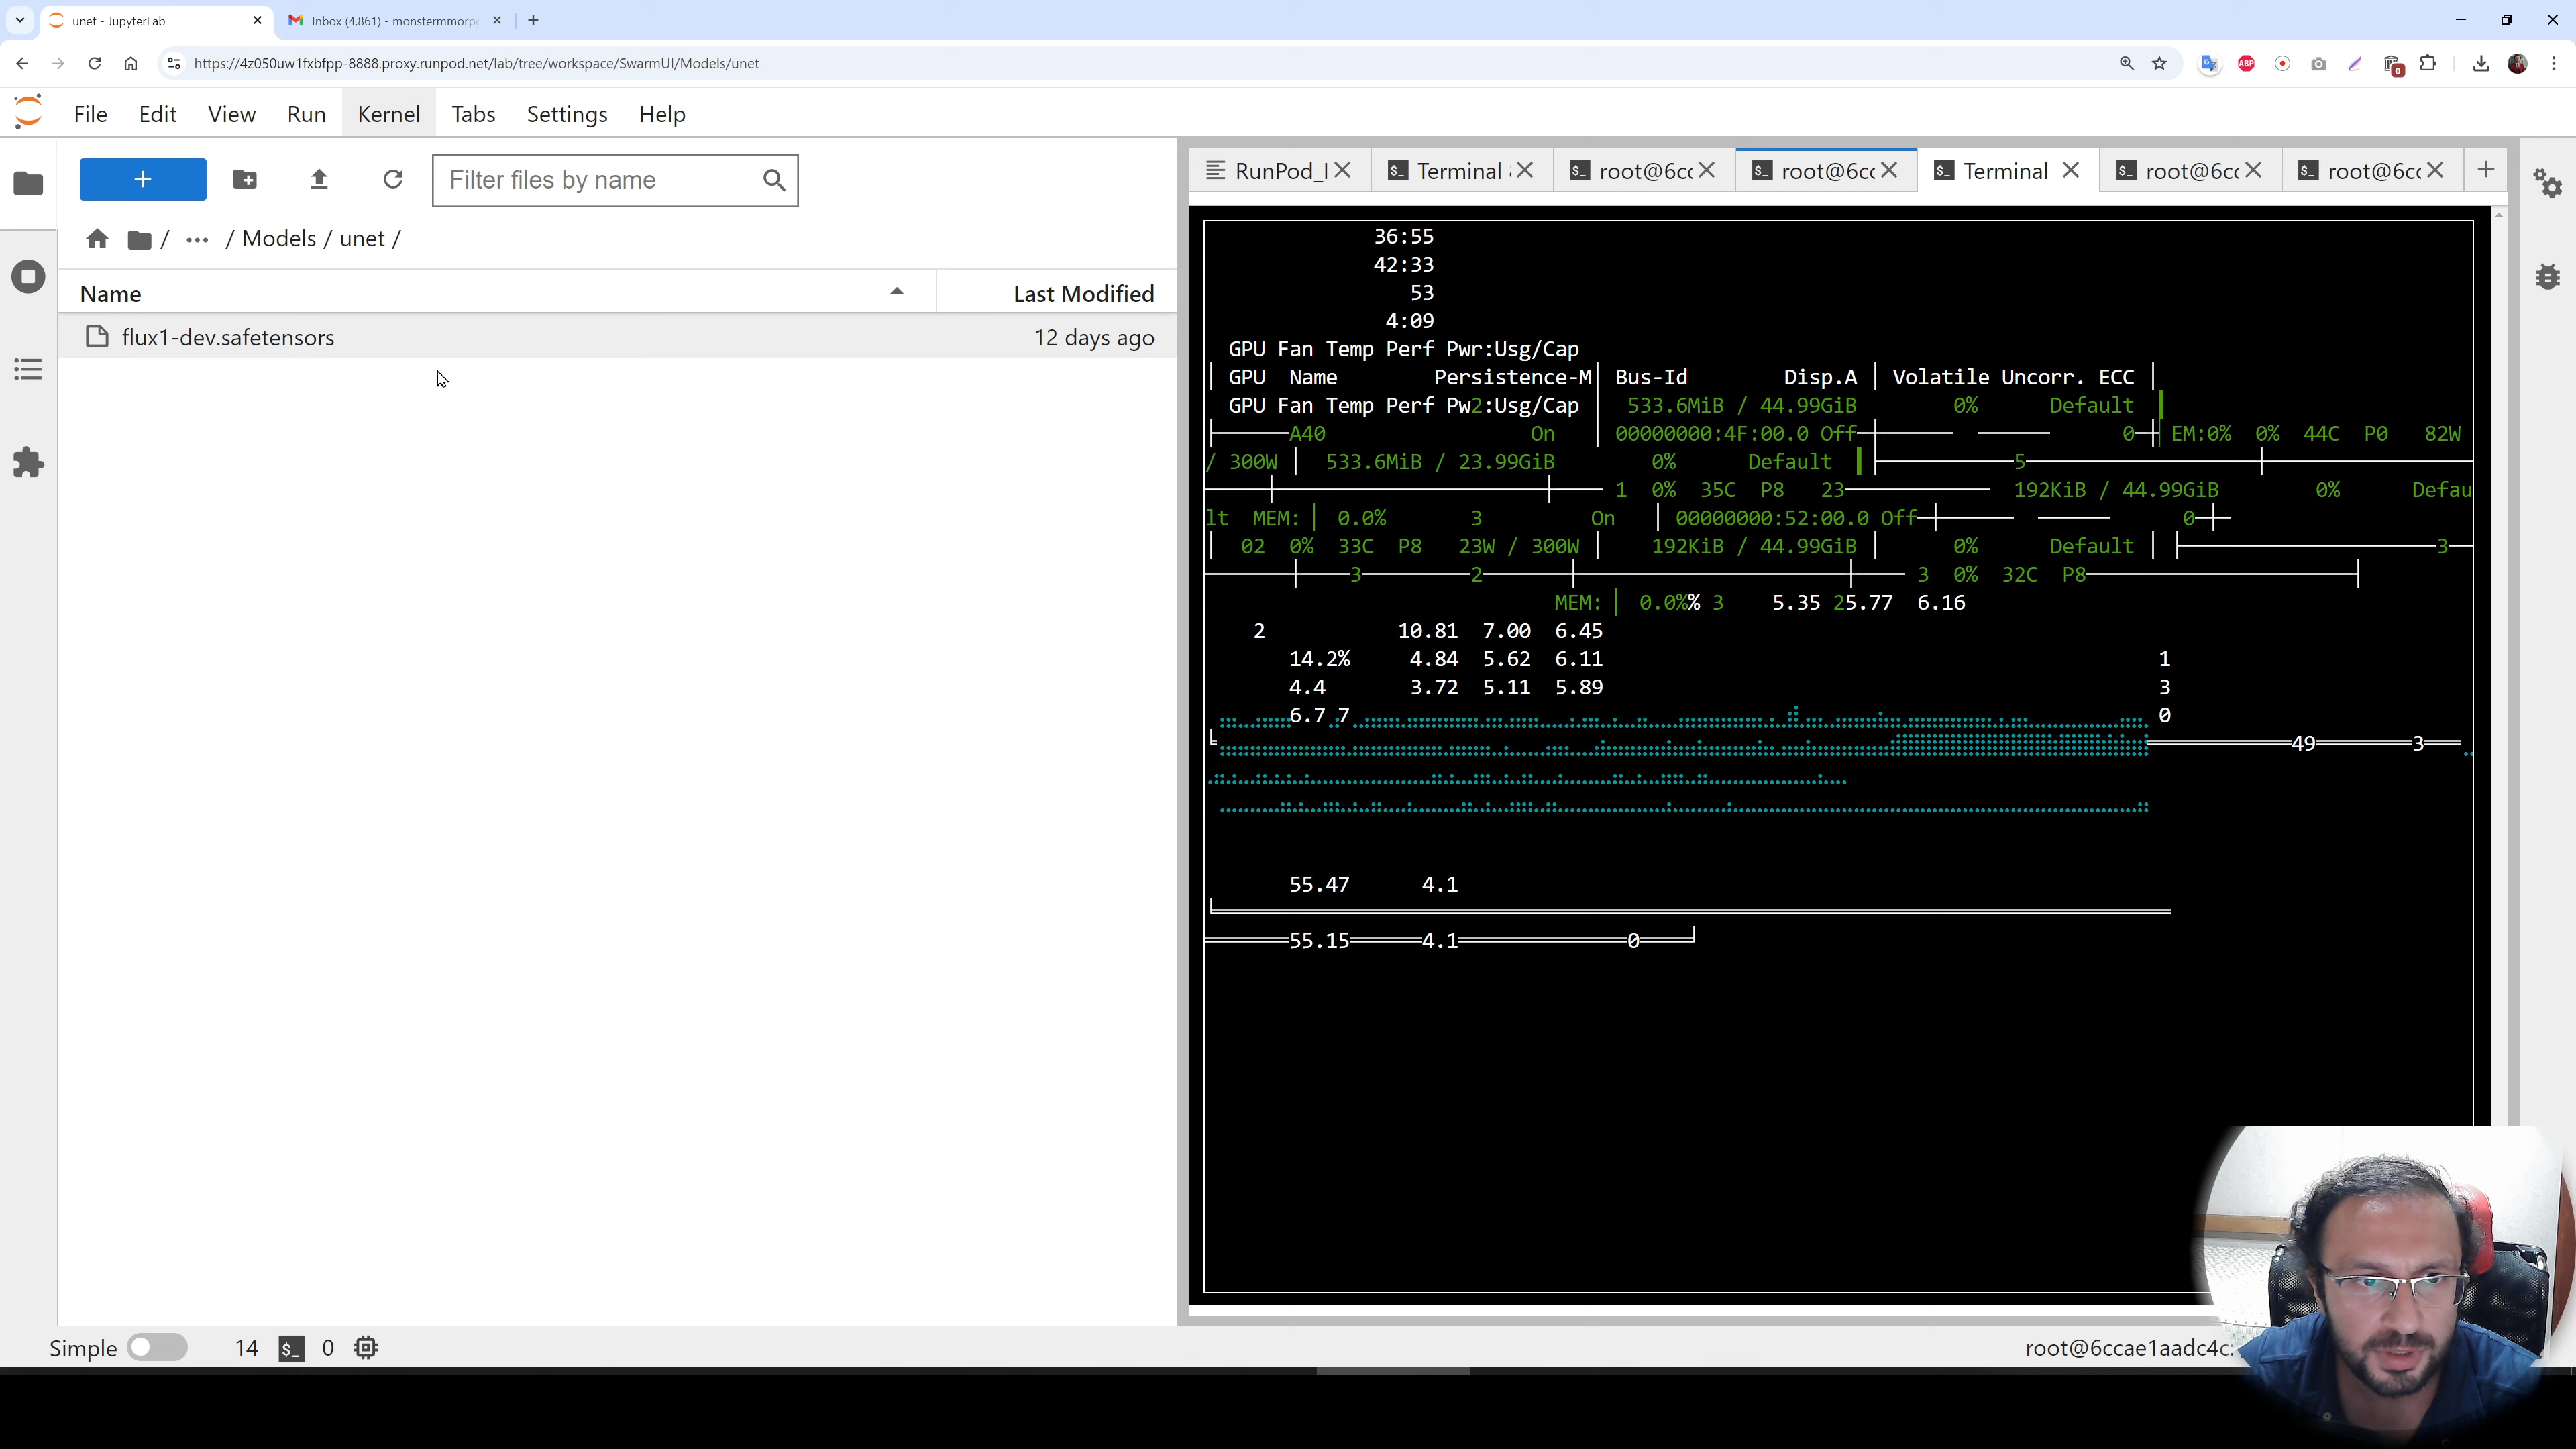 unet - JupyterLab
Inbox (4,861) - monstermmorpg
https://4z050uw1fxbfpp-8888.proxy.runpod.net/lab/tree/workspace/SwarmUI/Models/unet
ABP
0
File Edit View Run Kernel Tabs Settings Help
+
Filter files by name
/ ··· / Models / unet /
Name Last Modified
flux1-dev.safetensors 12 days ago
RunPod_I Terminal root@6cc root@6cc Terminal root@6cc root@6cc
36:55
42:33
53
4:09
GPU Fan Temp Perf Pwr:Usg/Cap
GPU Name Persistence-M Bus-Id Disp.A Volatile Uncorr. ECC
GPU Fan Temp Perf Pw2:Usg/Cap 533.6MiB / 44.99GiB 0% Default
A40 On 00000000:4F:00.0 Off 0 EM:0% 0% 44C P0 82W
/ 300W 533.6MiB / 23.99GiB 0% Default 5
1 0% 35C P8 23 192KiB / 44.99GiB 0% Defau
lt MEM: 0.0% 3 On 00000000:52:00.0 Off 0
02 0% 33C P8 23W / 300W 192KiB / 44.99GiB 0% Default 3
3 2 3 0% 32C P8
MEM: 0.0%% 3 5.35 25.77 6.16
2 10.81 7.00 6.45
14.2% 4.84 5.62 6.11 1
4.4 3.72 5.11 5.89 3
6.7 7 0
49 3
55.47 4.1
55.15 4.1 0
Simple 14 $_ 0
root@6ccae1aadc4c: